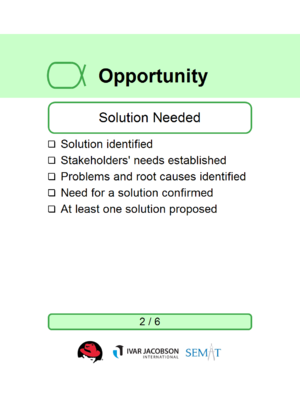 Opportunity
Solution Needed
Solution identified
Stakeholders' needs established
Problems and root causes identified
Need for a solution confirmed
At least one solution proposed
2 / 6
IVAR JACOBSON
INTERNATIONAL
SEMAT